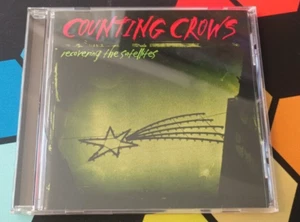 COUNTING CROWS
recovering the satellites